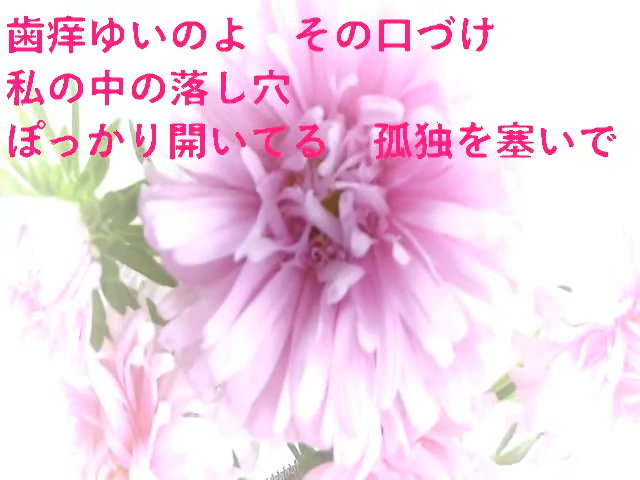 歯痒ゆいのよ　その口づけ
私の中の落し穴
ぽっかり開いてる　孤独を塞いで